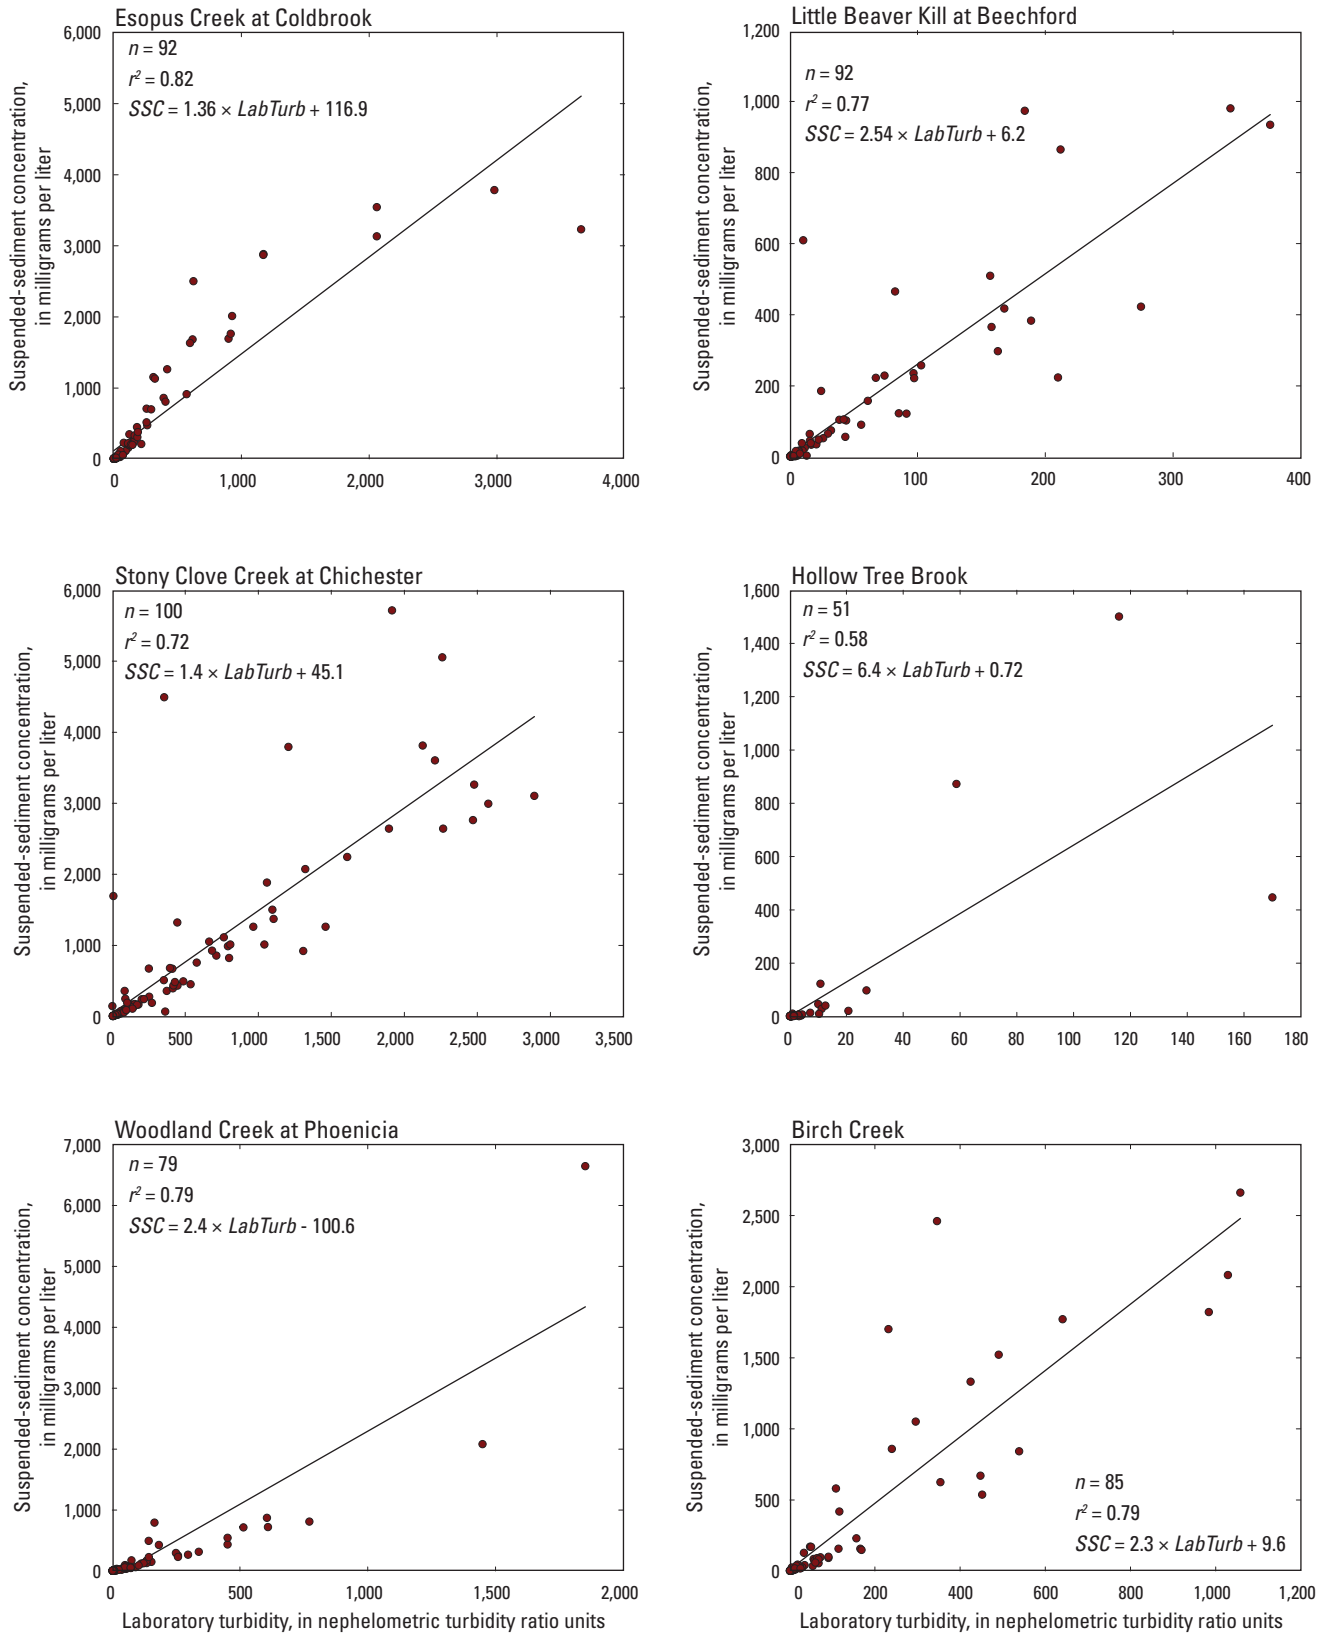 Esopus Creek at Coldbrook
6,000
5,000
4,000
3,000
2,000
1,000
0
0
1,000
2,000
3,000
4,000
n = 92
r² = 0.82
SSC = 1.36 × LabTurb + 116.9
Suspended-sediment concentration,
in milligrams per liter
Little Beaver Kill at Beechford
1,200
1,000
800
600
400
200
0
0
100
200
300
400
n = 92
r² = 0.77
SSC = 2.54 × LabTurb + 6.2
Suspended-sediment concentration,
in milligrams per liter
Stony Clove Creek at Chichester
6,000
5,000
4,000
3,000
2,000
1,000
0
0
500
1,000
1,500
2,000
2,500
3,000
3,500
n = 100
r² = 0.72
SSC = 1.4 × LabTurb + 45.1
Suspended-sediment concentration,
in milligrams per liter
Hollow Tree Brook
1,600
1,400
1,200
1,000
800
600
400
200
0
0
20
40
60
80
100
120
140
160
180
n = 51
r² = 0.58
SSC = 6.4 × LabTurb + 0.72
Suspended-sediment concentration,
in milligrams per liter
Woodland Creek at Phoenicia
7,000
6,000
5,000
4,000
3,000
2,000
1,000
0
0
500
1,000
1,500
2,000
n = 79
r² = 0.79
SSC = 2.4 × LabTurb - 100.6
Suspended-sediment concentration,
in milligrams per liter
Laboratory turbidity, in nephelometric turbidity ratio units
Birch Creek
3,000
2,500
2,000
1,500
1,000
500
0
0
200
400
600
800
1,000
1,200
n = 85
r² = 0.79
SSC = 2.3 × LabTurb + 9.6
Suspended-sediment concentration,
in milligrams per liter
Laboratory turbidity, in nephelometric turbidity ratio units